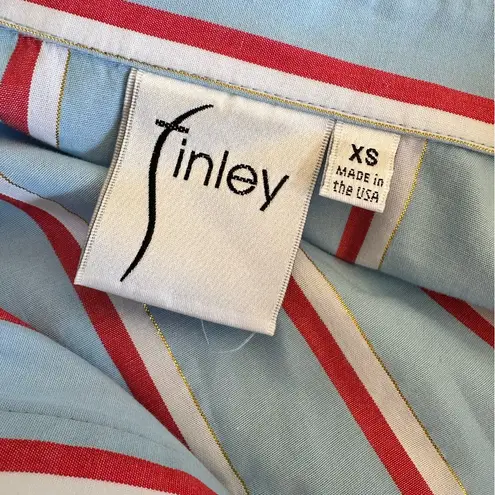 finley
XS
MADE in
the USA